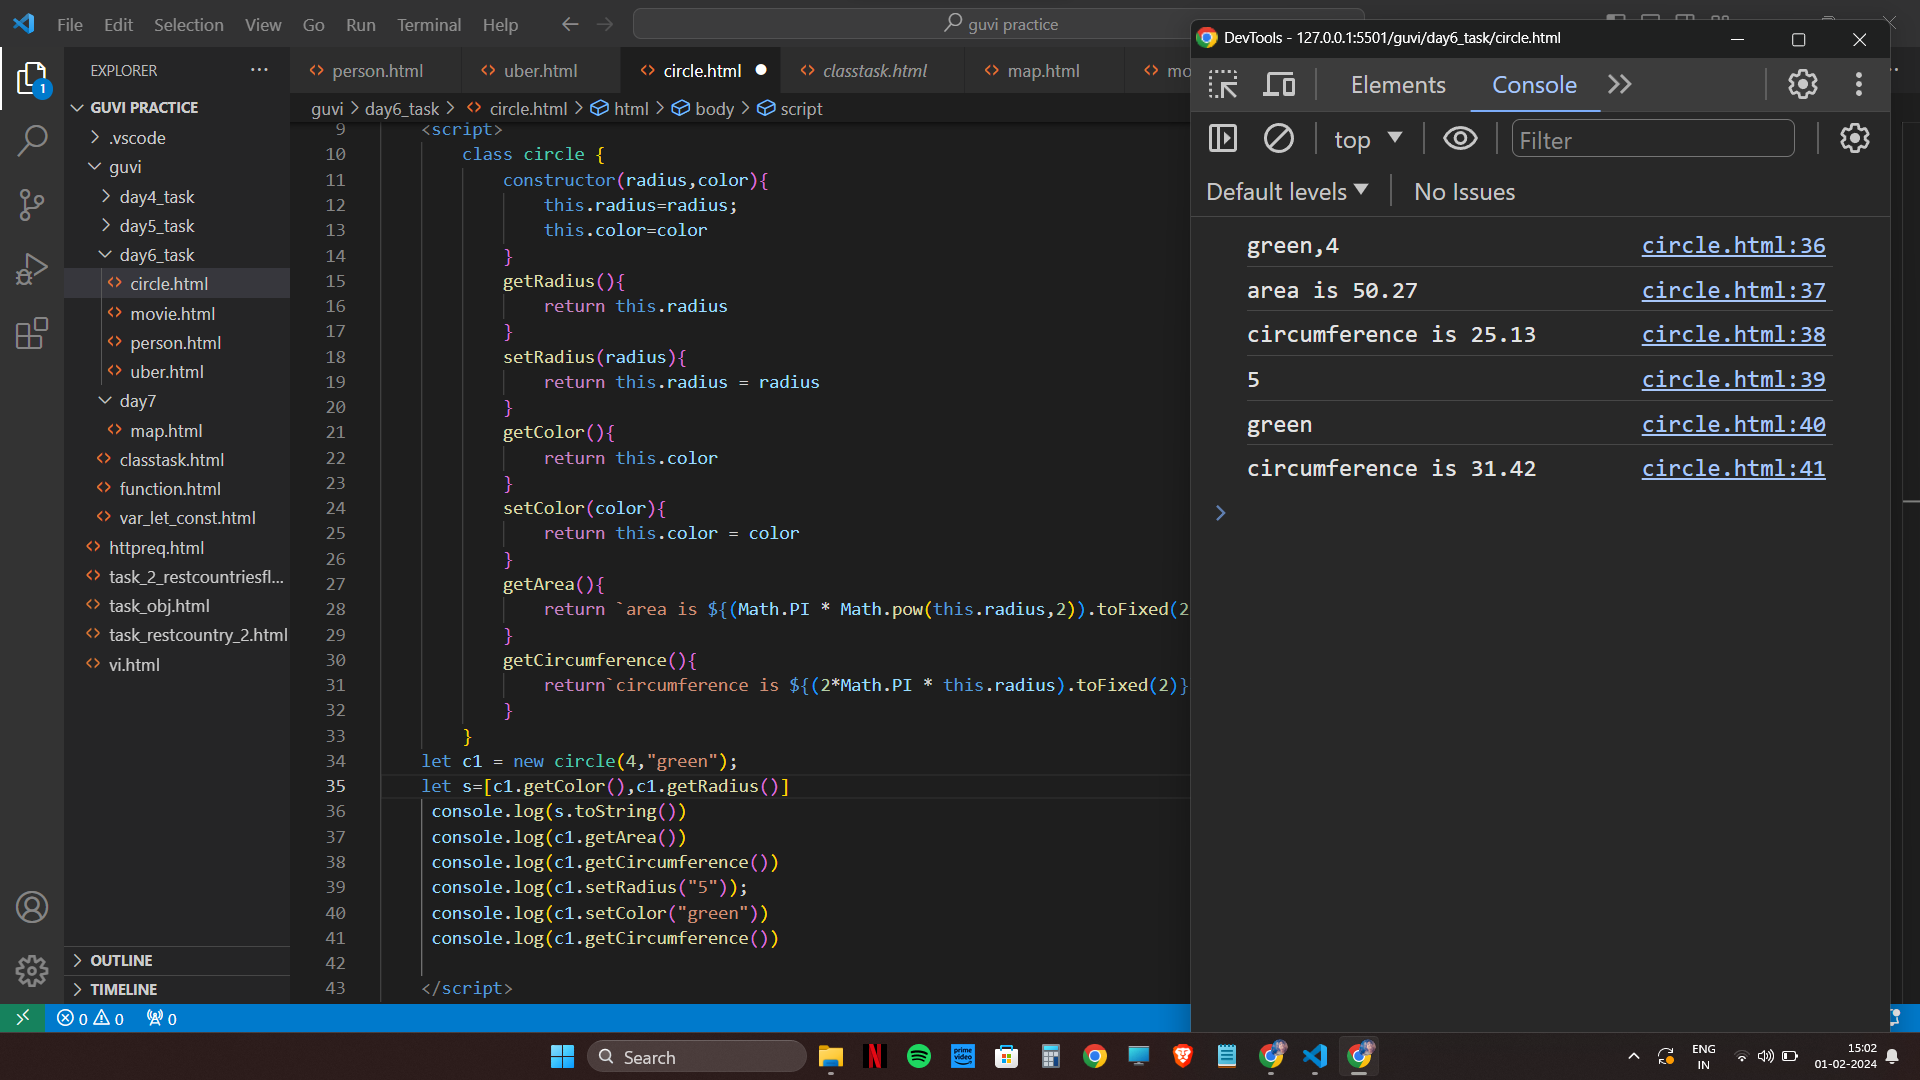 File Edit Selection View Go Run Terminal Help
guvi practice
EXPLORER
person.html
uber.html
circle.html
classtask.html
map.html
mo
guvi > day6_task > circle.html > html > body > script
1
GUVI PRACTICE
.vscode
guvi
day4_task
day5_task
day6_task
circle.html
movie.html
person.html
uber.html
day7
map.html
classtask.html
function.html
var_let_const.html
httpreq.html
task_2_restcountriesfl...
task_obj.html
task_restcountry_2.html
vi.html
OUTLINE
TIMELINE
9 <script>
10 class circle {
11 constructor(radius,color){
12 this.radius=radius;
13 this.color=color
14 }
15 getRadius(){
16 return this.radius
17 }
18 setRadius(radius){
19 return this.radius = radius
20 }
21 getColor(){
22 return this.color
23 }
24 setColor(color){
25 return this.color = color
26 }
27 getArea(){
28 return `area is ${(Math.PI * Math.pow(this.radius,2)).toFixed(2
29 }
30 getCircumference(){
31 return`circumference is ${(2*Math.PI * this.radius).toFixed(2)}
32 }
33 }
34 let c1 = new circle(4,"green");
35 let s=[c1.getColor(),c1.getRadius()]
36 console.log(s.toString())
37 console.log(c1.getArea())
38 console.log(c1.getCircumference())
39 console.log(c1.setRadius("5"));
40 console.log(c1.setColor("green"))
41 console.log(c1.getCircumference())
42
43 </script>
DevTools - 127.0.0.1:5501/guvi/day6_task/circle.html
Elements Console
top Filter
Default levels No Issues
green,4 circle.html:36
area is 50.27 circle.html:37
circumference is 25.13 circle.html:38
5 circle.html:39
green circle.html:40
circumference is 31.42 circle.html:41
0 0 0
Search
prime video
ENG
IN
15:02
01-02-2024